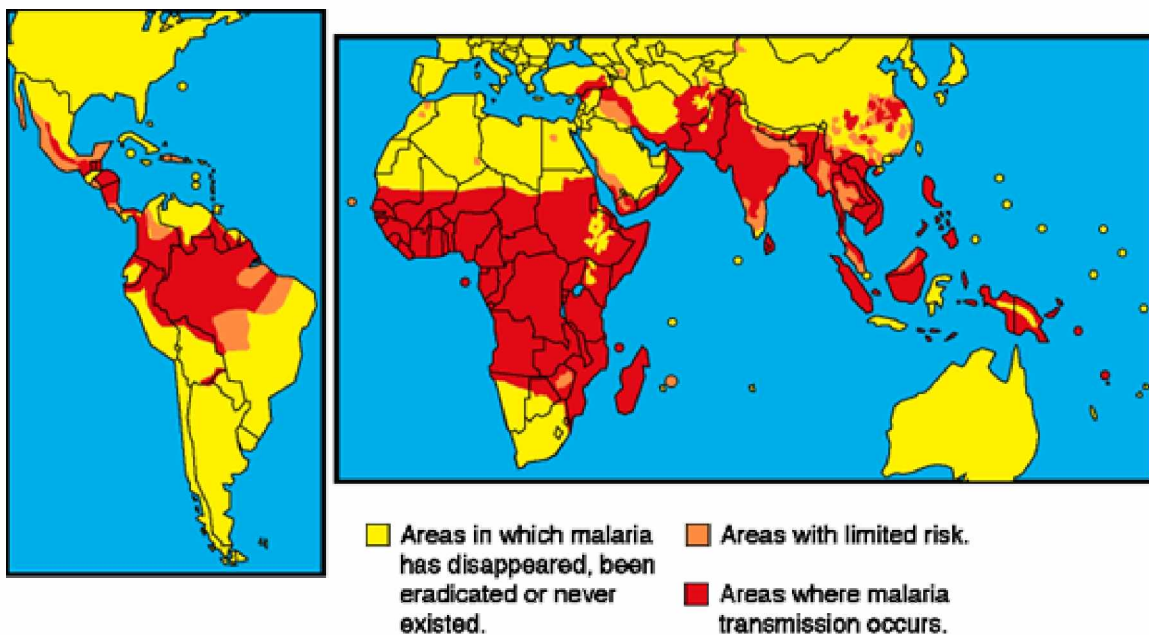 Areas in which malaria
has disappeared, been
eradicated or never
existed.
Areas with limited risk.
Areas where malaria
transmission occurs.